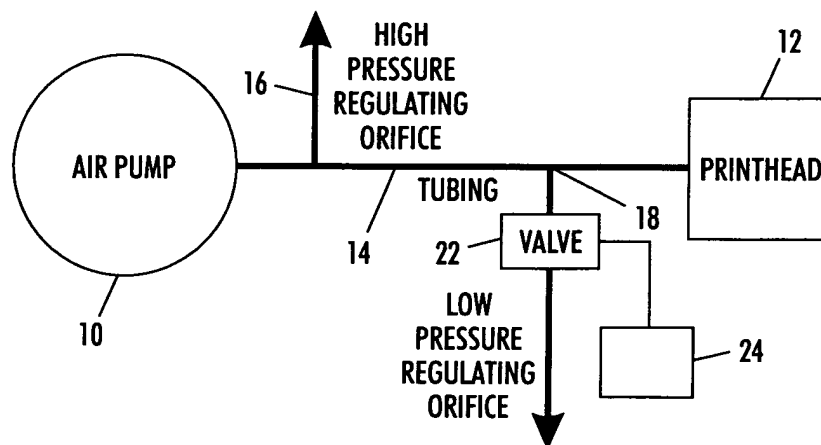 HIGH
PRESSURE
REGULATING
ORIFICE
16
12
AIR PUMP
PRINTHEAD
TUBING
14
18
22
VALVE
10
LOW
PRESSURE
REGULATING
ORIFICE
24